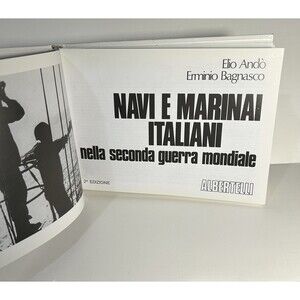 Elio Andò
Erminio Bagnasco
NAVI E MARINAI
ITALIANI
nella seconda guerra mondiale
2ª EDIZIONE
ALBERTELLI